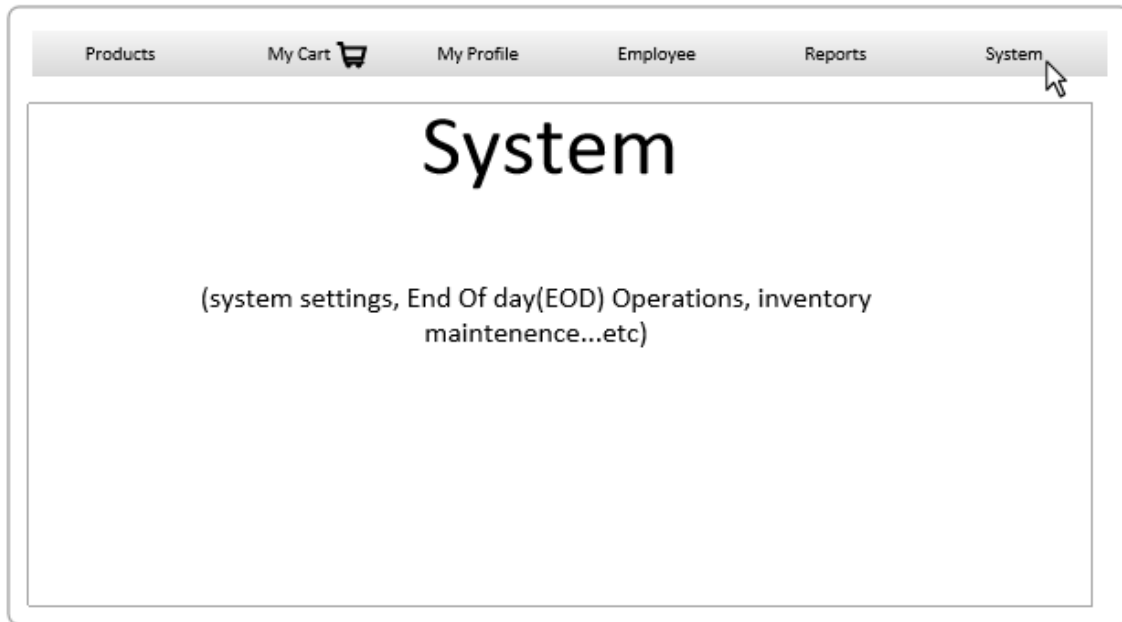 Products My Cart My Profile Employee Reports System
System
(system settings, End Of day(EOD) Operations, inventory
maintenence...etc)